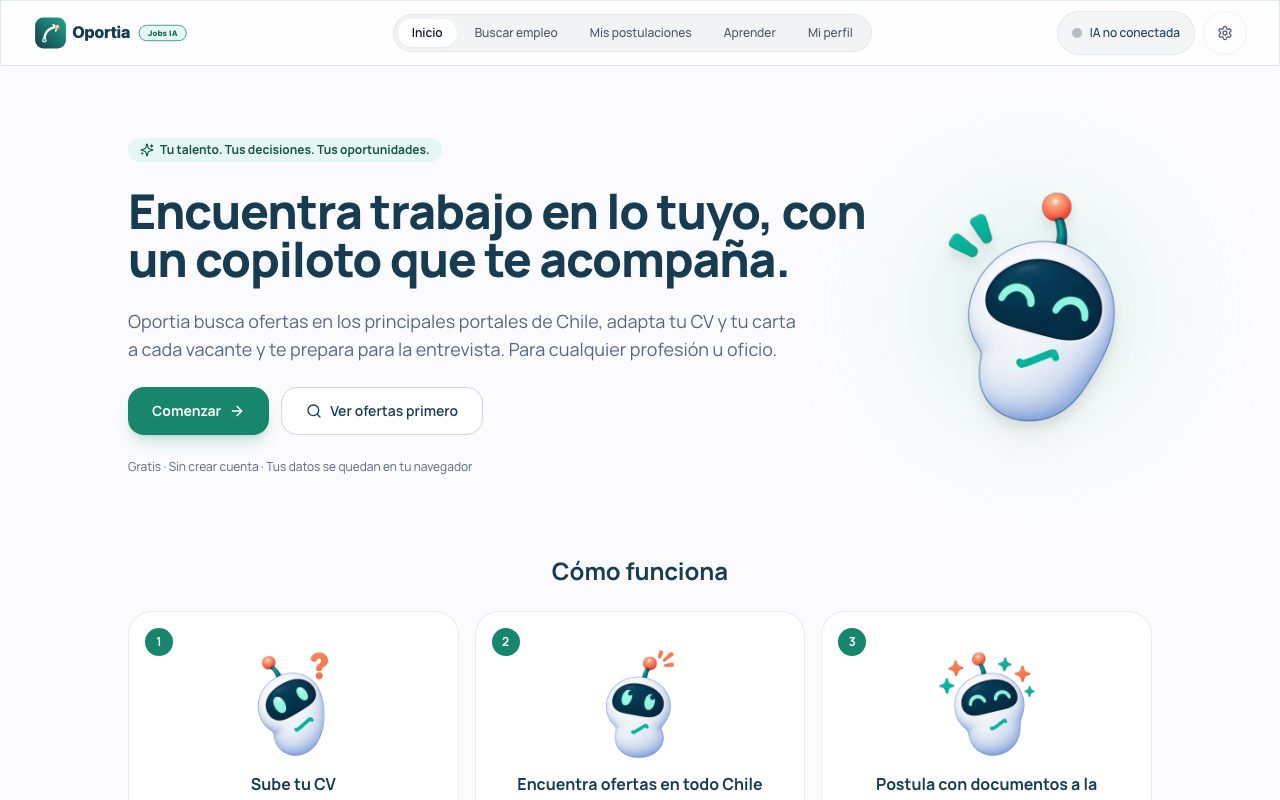 Oportia
Jobs IA
Inicio
Buscar empleo
Mis postulaciones
Aprender
Mi perfil
IA no conectada
Tu talento. Tus decisiones. Tus oportunidades.
Encuentra trabajo en lo tuyo, con
un copiloto que te acompaña.
Oportia busca ofertas en los principales portales de Chile, adapta tu CV y tu carta
a cada vacante y te prepara para la entrevista. Para cualquier profesión u oficio.
Comenzar
Ver ofertas primero
Gratis · Sin crear cuenta · Tus datos se quedan en tu navegador
Cómo funciona
1
?
Sube tu CV
2
Encuentra ofertas en todo Chile
3
Postula con documentos a la